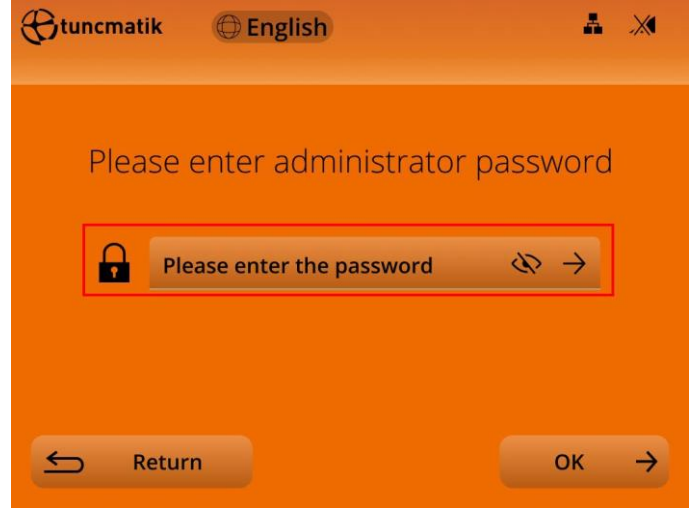 tuncmatik
English
Please enter administrator password
Please enter the password
Return
OK